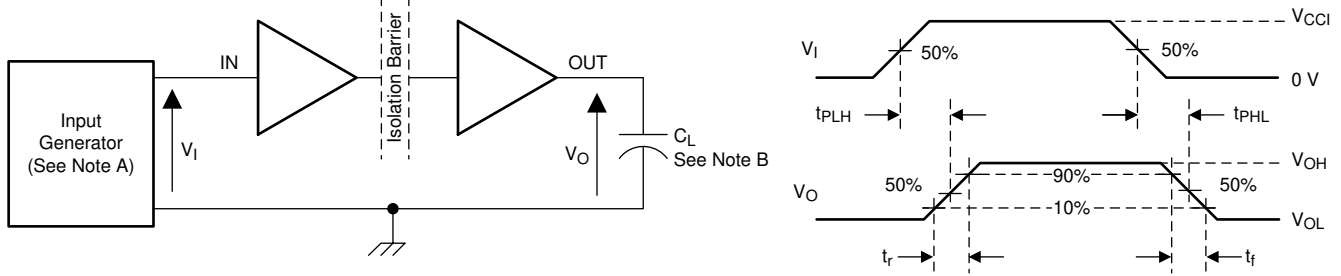 Input
Generator
(See Note A)
V_I
IN
Isolation Barrier
OUT
V_O
C_L
See Note B
V_I
50%
50%
V_CCI
0 V
t_PLH
t_PHL
V_O
50%
90%
10%
50%
V_OH
V_OL
t_r
t_f